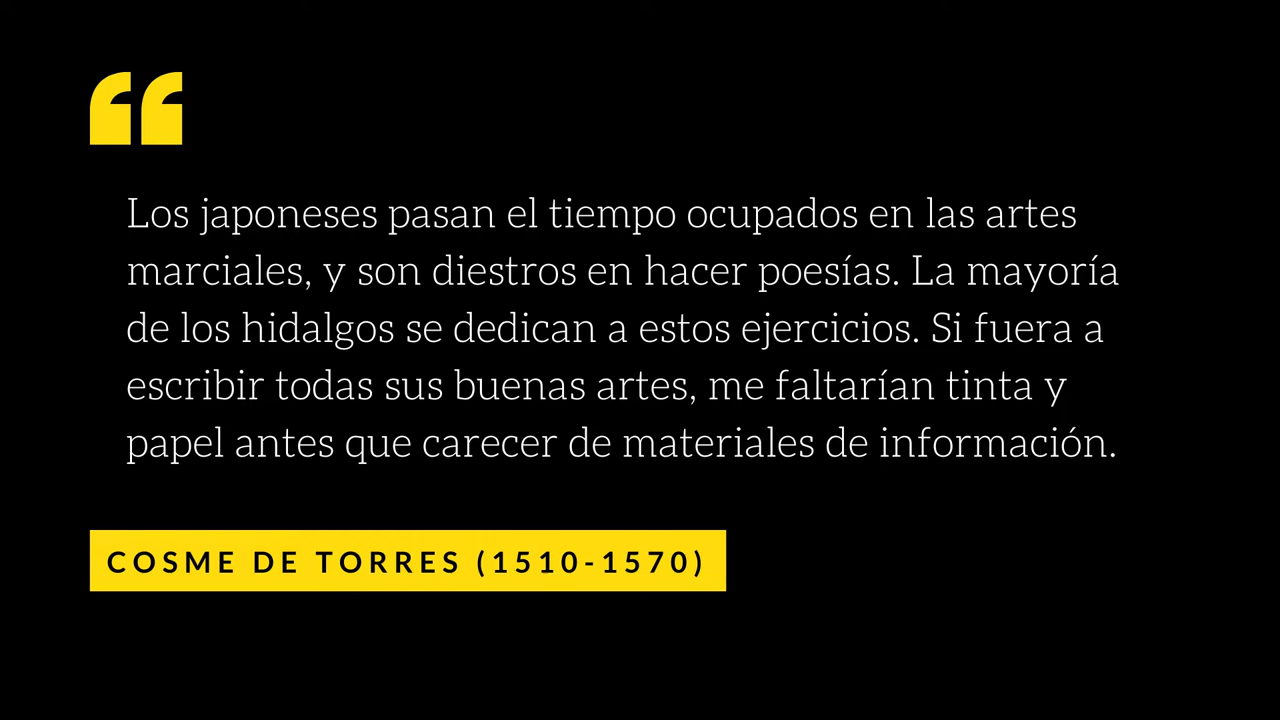 “
Los japoneses pasan el tiempo ocupados en las artes
marciales, y son diestros en hacer poesías. La mayoría
de los hidalgos se dedican a estos ejercicios. Si fuera a
escribir todas sus buenas artes, me faltarían tinta y
papel antes que carecer de materiales de información.
COSME DE TORRES (1510-1570)